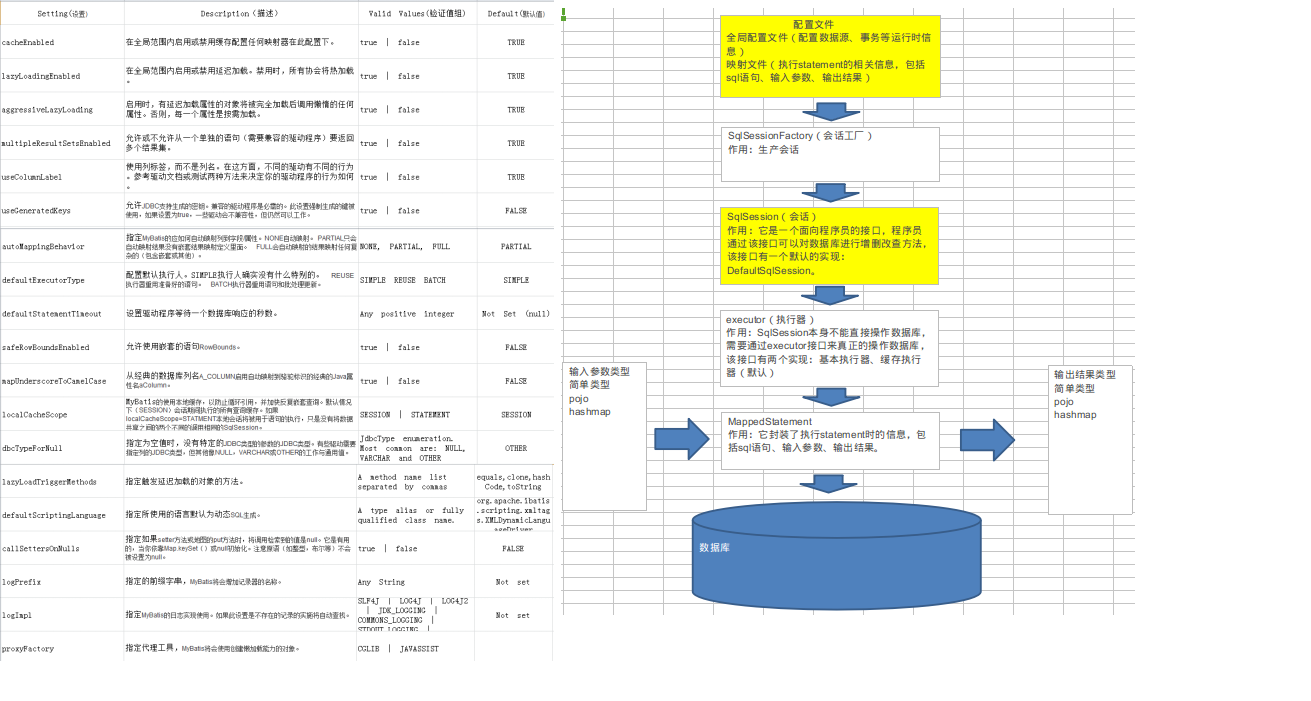 Setting(设置) Description(描述) Valid Values(验证值组) Default(默认值)
cacheEnabled 在全局范围内启用或禁用缓存配置任何映射器在此配置下。 true | false TRUE
lazyLoadingEnabled 在全局范围内启用或禁用延迟加载。禁用时，所有协会将热加载
。 true | false TRUE
aggressiveLazyLoading 启用时，有延迟加载属性的对象将被完全加载后调用懒惰的任何
属性。否则，每一个属性是按需加载。 true | false TRUE
multipleResultSetsEnabled 允许或不允许从一个单独的语句（需要兼容的驱动程序）要返回
多个结果集。 true | false TRUE
useColumnLabel 使用列标签，而不是列名。在这方面，不同的驱动有不同的行为
。参考驱动文档或测试两种方法来决定你的驱动程序的行为如何
。 true | false TRUE
useGeneratedKeys 允许JDBC支持生成的密钥。兼容的驱动程序是必需的。此设置强制生成的键被
使用，如果设置为true，一些驱动会不兼容性，但仍然可以工作。 true | false FALSE
autoMappingBehavior 指定MyBatis的应如何自动映射列到字段/属性。NONE自动映射。 PARTIAL只会
自动映射结果没有嵌套结果映射定义里面。 FULL会自动映射的结果映射任何复
杂的（包含嵌套或其他）。 NONE, PARTIAL, FULL PARTIAL
defaultExecutorType 配置默认执行人。SIMPLE执行人确实没有什么特别的。 REUSE
执行器重用准备好的语句。 BATCH执行器重用语句和批处理更新。 SIMPLE REUSE BATCH SIMPLE
defaultStatementTimeout 设置驱动程序等待一个数据库响应的秒数。 Any positive integer Not Set (null)
safeRowBoundsEnabled 允许使用嵌套的语句RowBounds。 true | false FALSE
mapUnderscoreToCamelCase 从经典的数据库列名A_COLUMN启用自动映射到骆驼标识的经典的Java属
性名aColumn。 true | false FALSE
localCacheScope MyBatis的使用本地缓存，以防止循环引用，并加快反复嵌套查询。默认情况
下（SESSION）会话期间执行的所有查询缓存。如果
localCacheScope=STATMENT本地会话将被用于语句的执行，只是没有将数据
共享之间的两个不同的调用相同的SqlSession。 SESSION | STATEMENT SESSION
dbcTypeForNull 指定为空值时，没有特定的JDBC类型的参数的JDBC类型。有些驱动需要
指定列的JDBC类型，但其他像NULL，VARCHAR或OTHER的工作与通用值。 JdbcType enumeration.
Most common are: NULL,
VARCHAR and OTHER OTHER
lazyLoadTriggerMethods 指定触发延迟加载的对象的方法。 A method name list
separated by commas equals,clone,hash
Code,toString
defaultScriptingLanguage 指定所使用的语言默认为动态SQL生成。 A type alias or fully
qualified class name. org.apache.ibatis
.scripting.xmltag
s.XMLDynamicLangu
ageDriver
callSettersOnNulls 指定如果setter方法或地图的put方法时，将调用检索到的值是null。它是有用
的，当你依靠Map.keySet（）或null初始化。注意原语（如整型，布尔等）不会
被设置为null。 true | false FALSE
logPrefix 指定的前缀字串，MyBatis将会增加记录器的名称。 Any String Not set
logImpl 指定MyBatis的日志实现使用。如果此设置是不存在的记录的实施将自动查找。 SLF4J | LOG4J | LOG4J2
| JDK_LOGGING |
COMMONS_LOGGING |
STDOUT_LOGGING | Not set
proxyFactory 指定代理工具，MyBatis将会使用创建懒加载能力的对象。 CGLIB | JAVASSIST
配置文件
全局配置文件（配置数据源、事务等运行时信
息）
映射文件（执行statement的相关信息，包括
sql语句、输入参数、输出结果）
SqlSessionFactory（会话工厂）
作用：生产会话
SqlSession（会话）
作用：它是一个面向程序员的接口，程序员
通过该接口可以对数据库进行增删改查方法，
该接口有一个默认的实现：
DefaultSqlSession。
executor（执行器）
作用：SqlSession本身不能直接操作数据库，
需要通过executor接口来真正的操作数据库，
该接口有两个实现：基本执行器、缓存执行
器（默认）
输入参数类型
简单类型
pojo
hashmap
MappedStatement
作用：它封装了执行statement时的信息，包
括sql语句、输入参数、输出结果。
输出结果类型
简单类型
pojo
hashmap
数据库